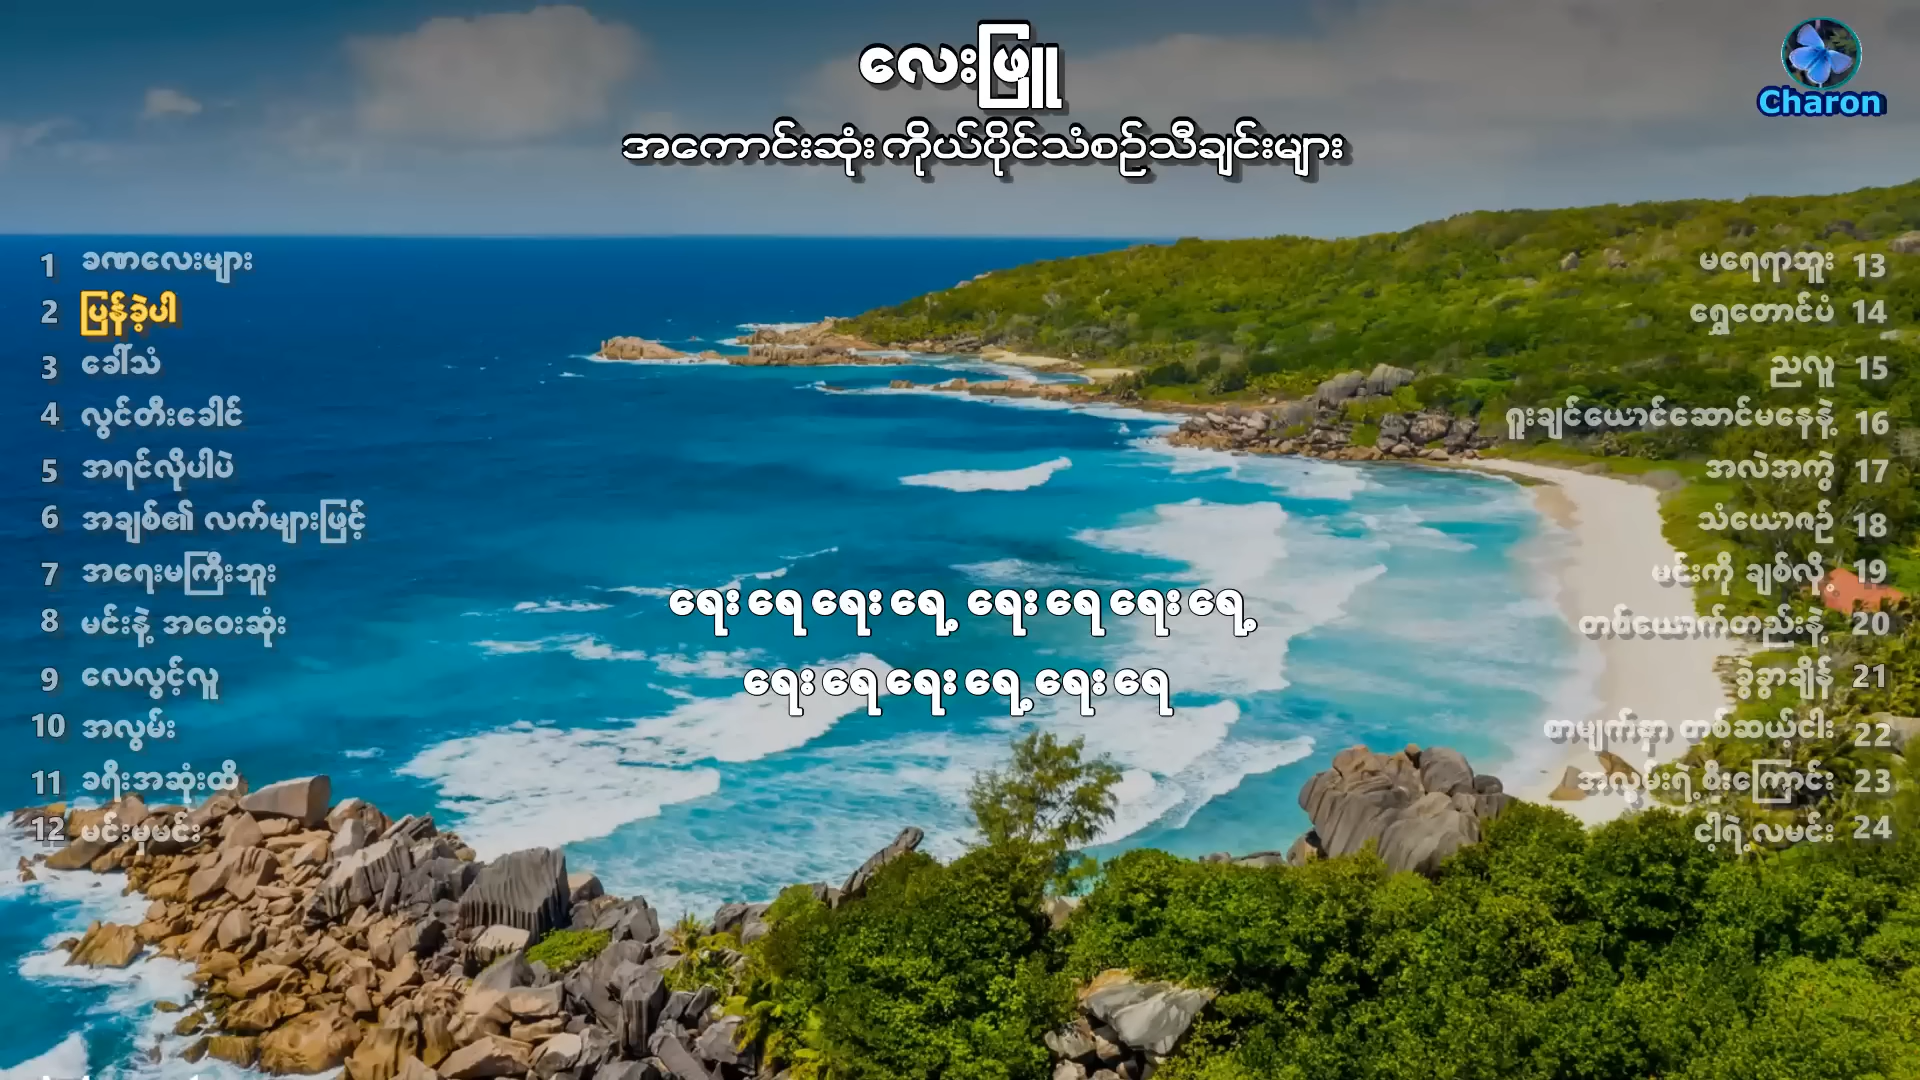 လေးဖြူ
Charon
အကောင်းဆုံး ကိုယ်ပိုင်သံစဉ်သီချင်းများ
1 ခဏလေးများ
2 ပြန်ခဲ့ပါ
3 ခေါ်သံ
4 လွင်တီးခေါင်
5 အရင်လိုပါပဲ
6 အချစ်၏ လက်များဖြင့်
7 အရေးမကြီးဘူး
8 မင်းနဲ့ အဝေးဆုံး
9 လေလွင့်လူ
10 အလွမ်း
11 ခရီးအဆုံးထိ
12 မင်းမှမင်း
မရေရာဘူး 13
ရွှေတောင်ပံ 14
ညလူ 15
ရူးချင်ယောင်ဆောင်မနေနဲ့ 16
အလဲအကွဲ 17
သံယောဇဉ် 18
မင်းကို ချစ်လို့ 19
တစ်ယောက်တည်းနဲ့ 20
ခွဲခွာချိန် 21
စာမျက်နှာ တစ်ဆယ့်ငါး 22
အလွမ်းရဲ့ စီးကြောင်း 23
ငါ့ရဲ့လမင်း 24
ရေး ရေ ရေး ရေ့ ရေး ရေ ရေး ရေ့
ရေး ရေ ရေး ရေ့ ရေး ရေ